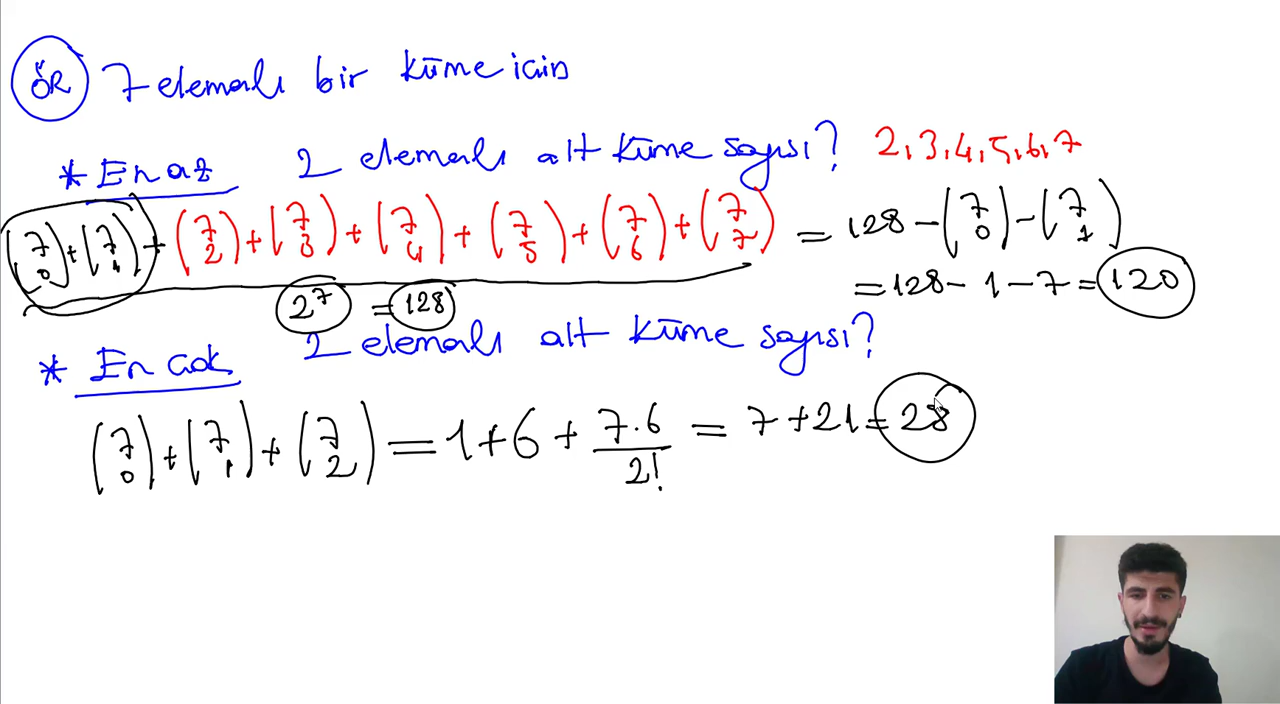 ÖR 7 elemalı bir küme için
* En az 2 elemalı alt küme sayısı? 2,3,4,5,6,7
(7 0) + (7 1) + (7 2) + (7 3) + (7 4) + (7 5) + (7 6) + (7 7) = 128 - (7 0) - (7 1)
2^7 = 128
= 128 - 1 - 7 = 120
* En çok 2 elemalı alt küme sayısı?
(7 0) + (7 1) + (7 2) = 1 + 6 + 7.6/2! = 7 + 21 = 28